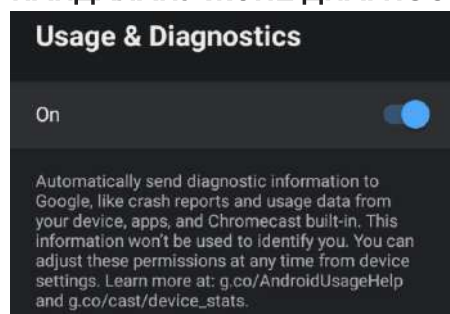 Usage & Diagnostics
On
Automatically send diagnostic information to
Google, like crash reports and usage data from
your device, apps, and Chromecast built-in. This
information won't be used to identify you. You can
adjust these permissions at any time from device
settings. Learn more at: g.co/AndroidUsageHelp
and g.co/cast/device_stats.